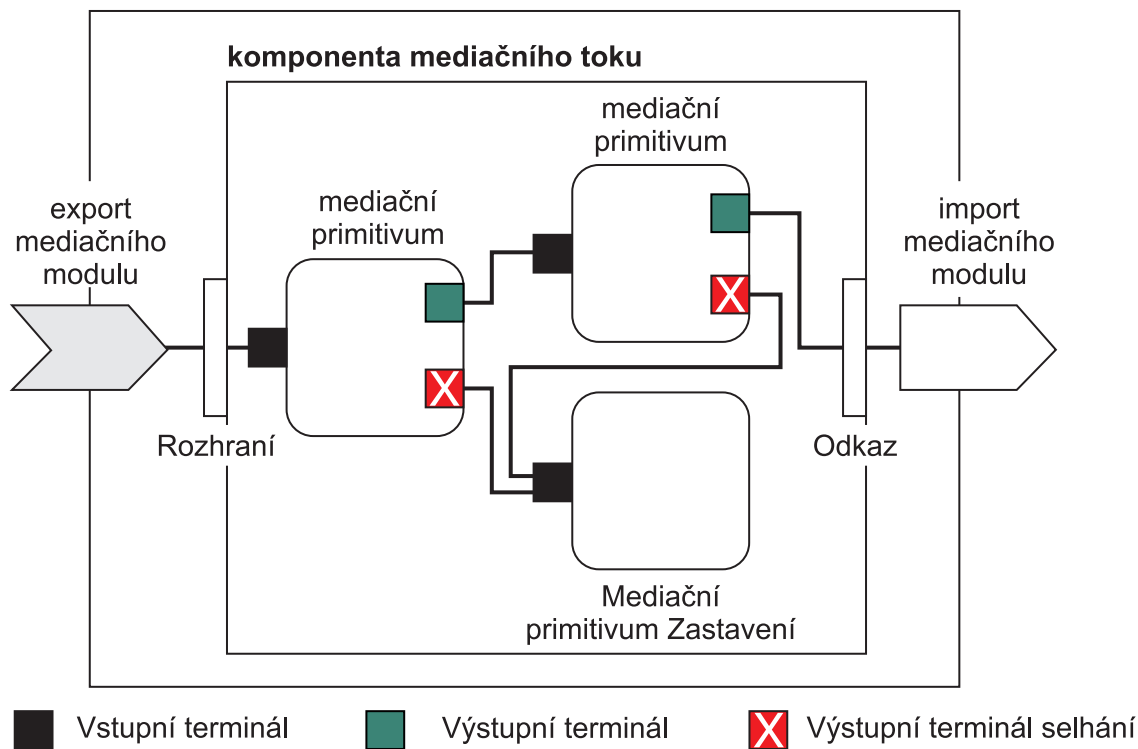 komponenta mediačního toku
mediační
primitivum
mediační
primitivum
export
mediačního
modulu
import
mediačního
modulu
X
X
Rozhraní
Odkaz
Mediační
primitivum Zastavení
Vstupní terminál
Výstupní terminál
X
Výstupní terminál selhání